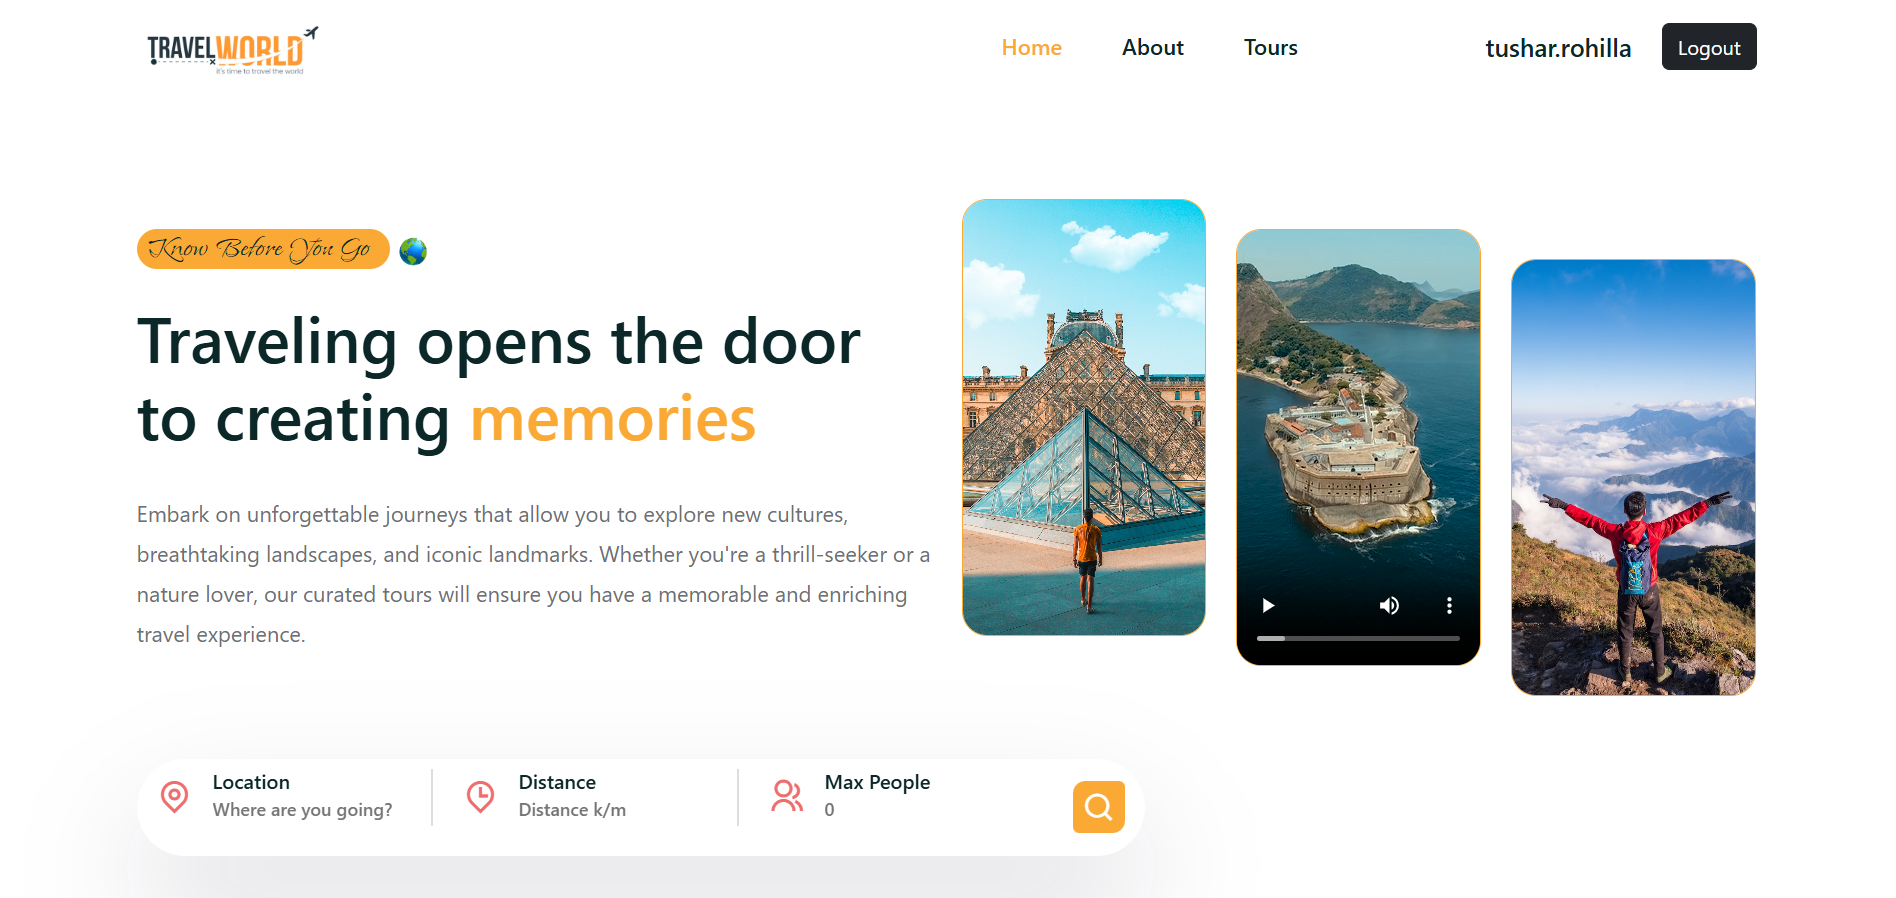 TRAVELWORLD
it's time to travel the world
Home
About
Tours
tushar.rohilla
Logout
Know Before You Go
Traveling opens the door
to creating memories
Embark on unforgettable journeys that allow you to explore new cultures,
breathtaking landscapes, and iconic landmarks. Whether you're a thrill-seeker or a
nature lover, our curated tours will ensure you have a memorable and enriching
travel experience.
Location
Where are you going?
Distance
Distance k/m
Max People
0